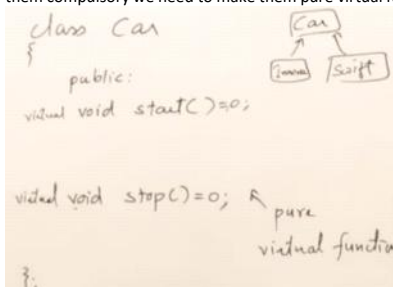 them compulsory we need to make them pure virtual
class Car
{
public:
virtual void start()=0;
virtual void stop()=0;
pure
virtual function
};
Car
Innova
Swift